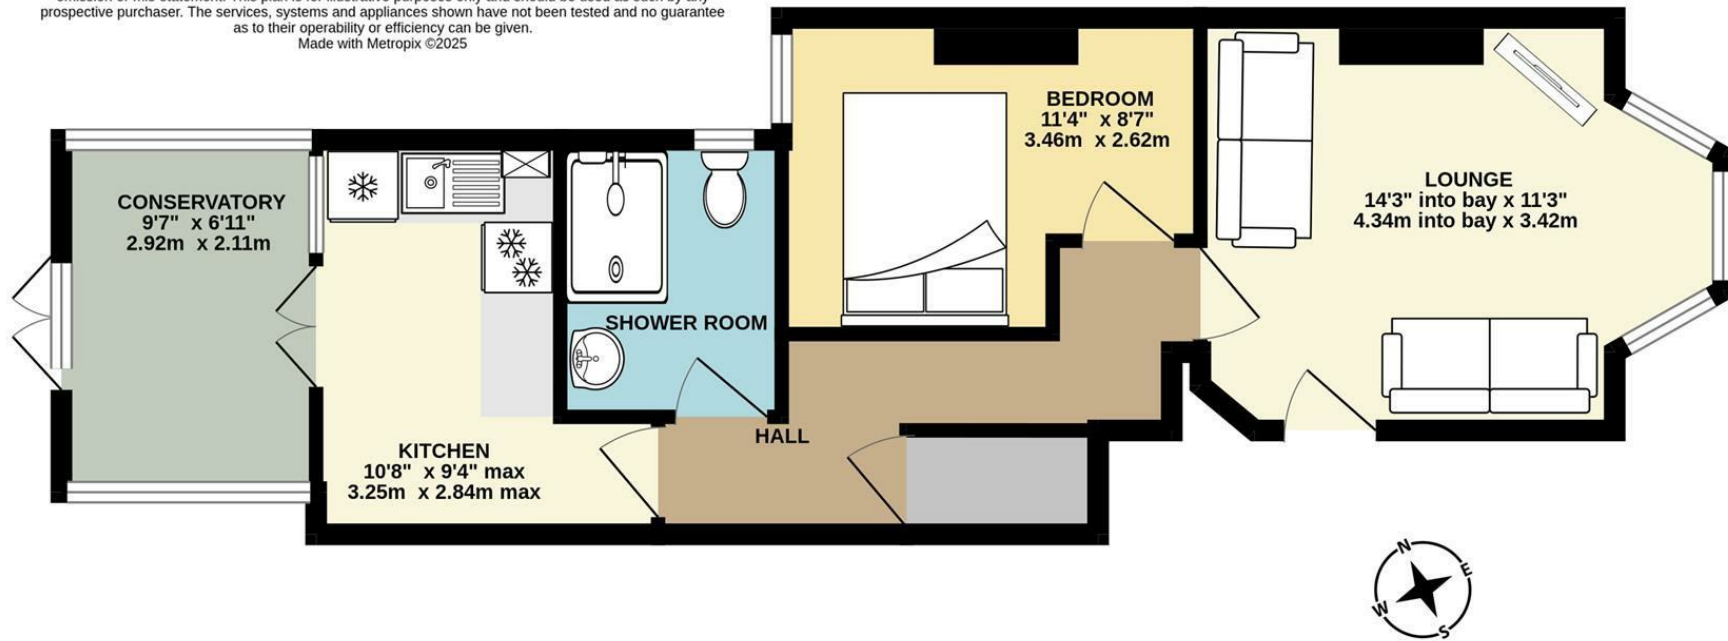 prospective purchaser. The services, systems and appliances shown have not been tested and no guarantee
as to their operability or efficiency can be given.
Made with Metropix ©2025
BEDROOM
11'4" x 8'7"
3.46m x 2.62m
LOUNGE
14'3" into bay x 11'3"
4.34m into bay x 3.42m
CONSERVATORY
9'7" x 6'11"
2.92m x 2.11m
SHOWER ROOM
HALL
KITCHEN
10'8" x 9'4" max
3.25m x 2.84m max
N
E
W
S